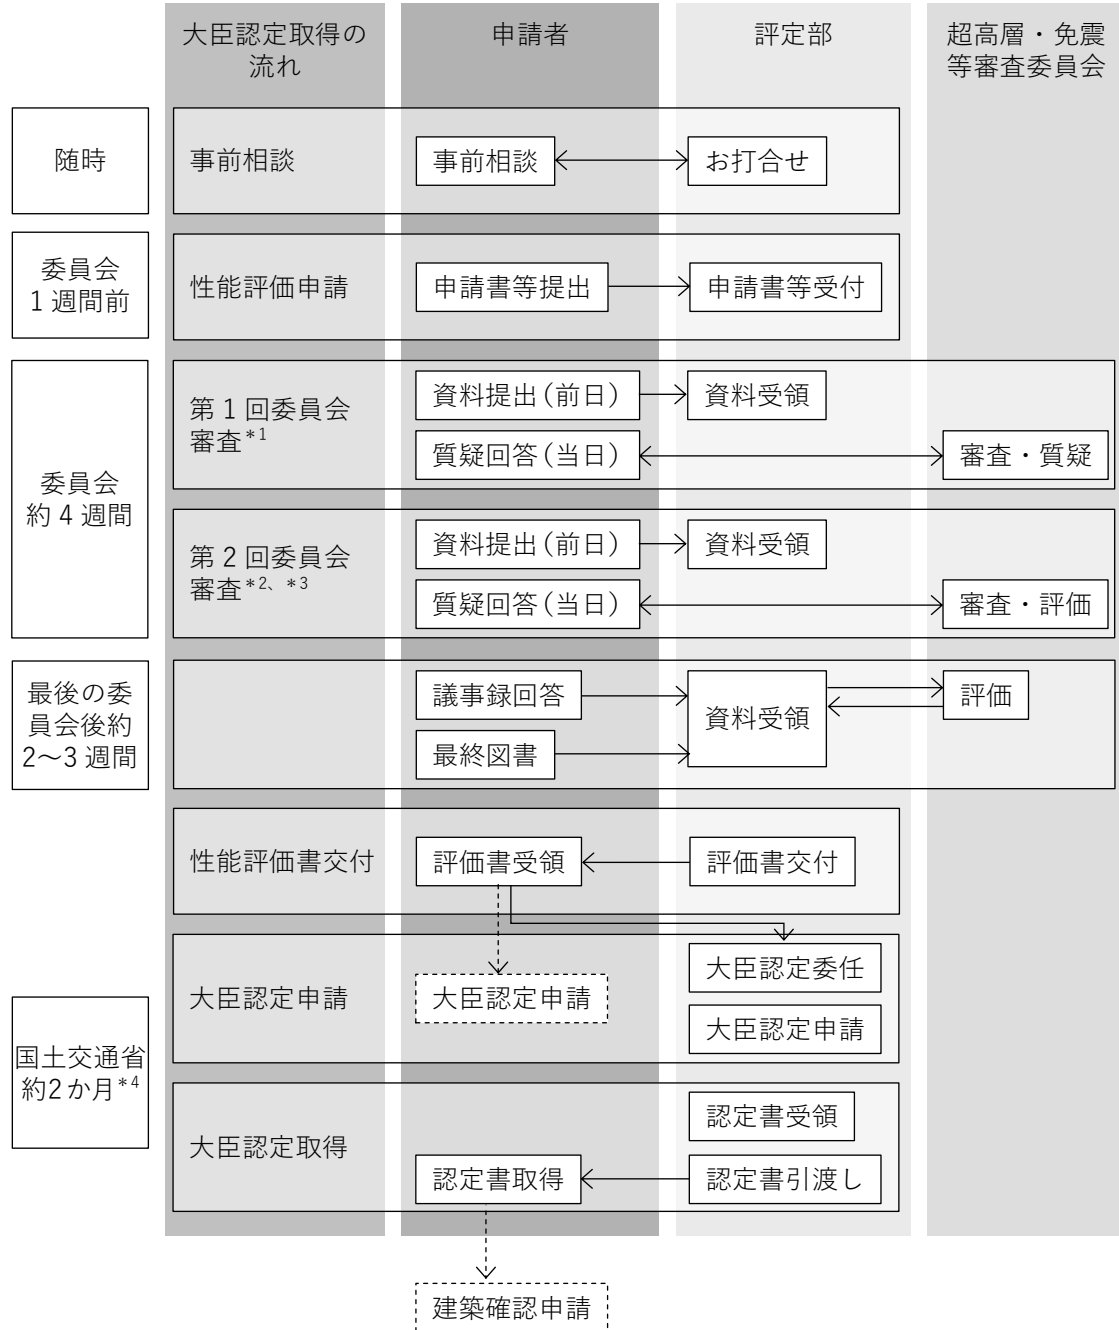 大臣認定取得の
流れ
申請者
評定部
超高層・免震
等審査委員会
随時
事前相談
事前相談
お打合せ
委員会
1 週間前
性能評価申請
申請書等提出
申請書等受付
委員会
約 4 週間
第 1 回委員会
審査*1
資料提出(前日)
資料受領
質疑回答(当日)
審査・質疑
第 2 回委員会
審査*2、*3
資料提出(前日)
資料受領
質疑回答(当日)
審査・評価
最後の委
員会後約
2〜3 週間
議事録回答
最終図書
資料受領
評価
性能評価書交付
評価書受領
評価書交付
国土交通省
約2 か月*4
大臣認定申請
大臣認定申請
大臣認定委任
大臣認定申請
大臣認定取得
認定書受領
認定書取得
認定書引渡し
建築確認申請